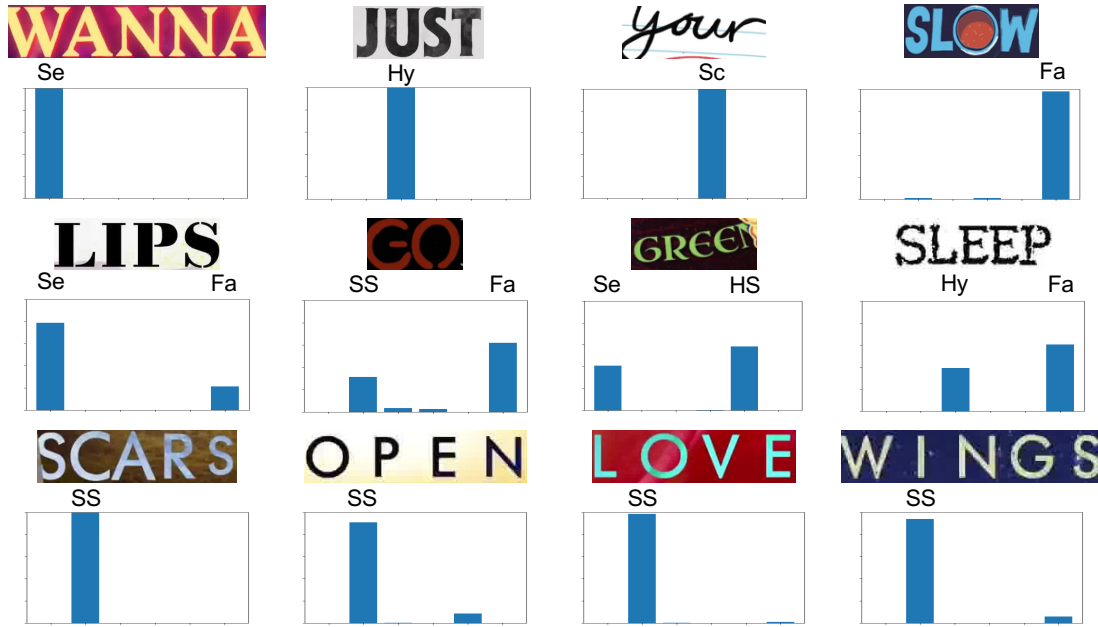 WANNA JUST your SLOW
Se Hy Sc Fa
LIPS GO GREEN SLEEP
Se Fa SS Fa Se HS Hy Fa
SCARS OPEN LOVE WINGS
SS SS SS SS